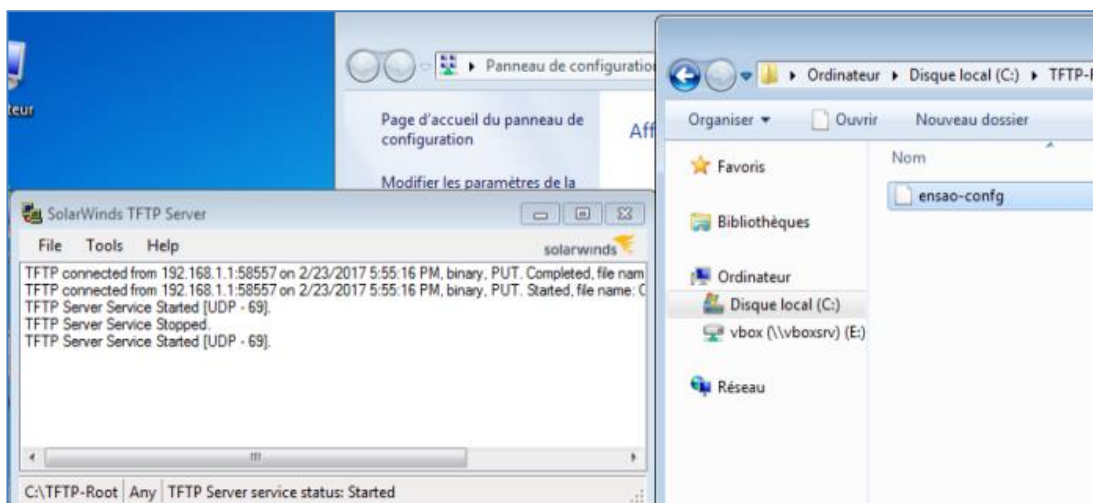 teur
Panneau de configuration
Page d'accueil du panneau de
configuration
Aff
Modifier les paramètres de la
SolarWinds TFTP Server
File Tools Help
solarwinds
TFTP connected from 192.168.1.1:58557 on 2/23/2017 5:55:16 PM, binary, PUT. Completed, file nam
TFTP connected from 192.168.1.1:58557 on 2/23/2017 5:55:16 PM, binary, PUT. Started, file name: C
TFTP Server Service Started [UDP - 69].
TFTP Server Service Stopped.
TFTP Server Service Started [UDP - 69].
C:\TFTP-Root Any TFTP Server service status: Started
Ordinateur Disque local (C:) TFTP-R
Organiser Ouvrir Nouveau dossier
Favoris
Bibliothèques
Ordinateur
Disque local (C:)
vbox (\\vboxsrv) (E:)
Réseau
Nom
ensao-confg